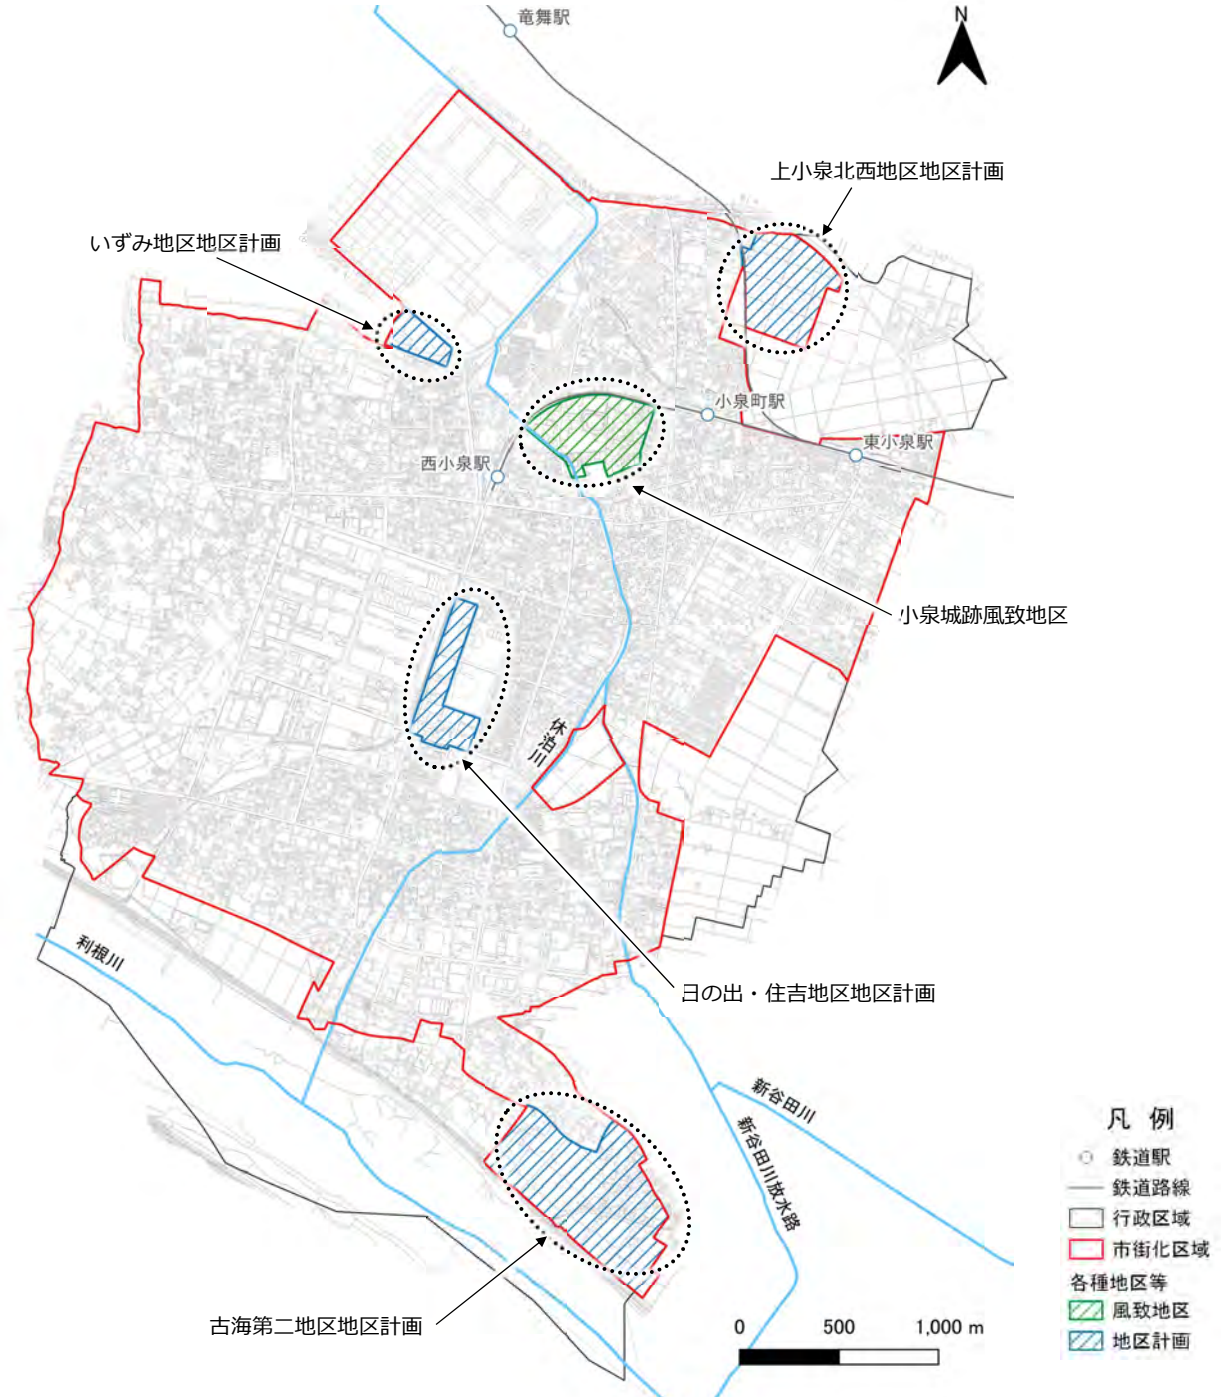 竜舞駅
N
上小泉北西地区地区計画
いずみ地区地区計画
小泉町駅
東小泉駅
西小泉駅
小泉城跡風致地区
休泊川
利根川
日の出・住吉地区地区計画
新谷田川
新谷田川放水路
古海第二地区地区計画
凡 例
鉄道駅
鉄道路線
行政区域
市街化区域
各種地区等
風致地区
地区計画
0 500 1,000 m